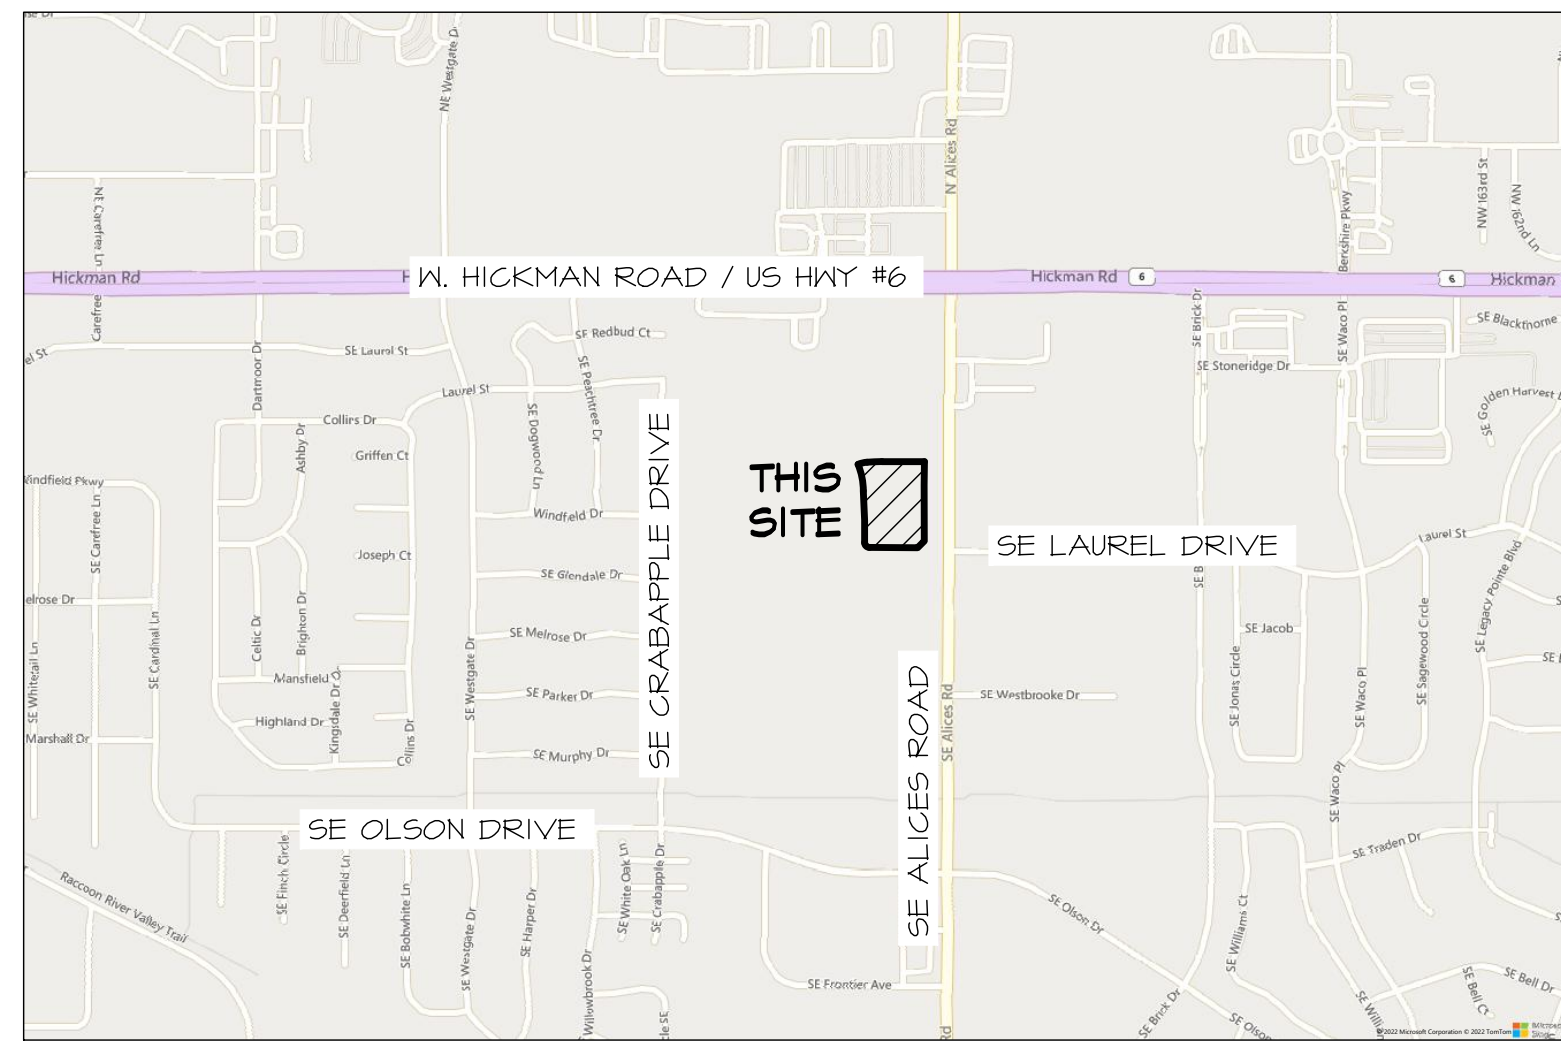 NE Westgate D
N Alices Rd
NE Carefree Ln
NW 163rd St
NW 162nd Ln
Berkshire Pkwy
Hickman Rd
W. HICKMAN ROAD / US HWY #6
Hickman Rd
6
6
Hickman
Carefree
SE Redbud Ct
SE Brick Dr
SE Waco Pl
SE Blackthorne
el St
SE Laurel St
Dartmoor Dr
SE Peachtree Dr
SE Stoneridge Dr
Laurel St
SE Golden Harvest
Collins Dr
SE Dogwood Ln
SE CRABAPPLE DRIVE
Ashby Dr
Griffen Ct
THIS
SITE
Windfield Pkwy
SE Carefree Ln
Windfield Dr
SE LAUREL DRIVE
Laurel St
Joseph Ct
SE Glendale Dr
SE B
SE Legacy Pointe Blvd
elrose Dr
SE Cardinal Ln
Celtic Dr
Brighton Dr
SE Melrose Dr
SE Jacob
SE Sagewood Circle
SE Whitetail Ln
SE Westgate Dr
Mansfield
Kingsdale Dr
SE Parker Dr
SE ALICES ROAD
SE Alices Rd
SE Westbrooke Dr
SE Jonas Circle
SE Waco Pl
Highland Dr
Collins Dr
Marshall Dr
SE Murphy Dr
SE Waco Pl
SE OLSON DRIVE
SE Traden Dr
SE Finch Circle
SE Deerfield Ln
SE Bobwhite Ln
SE Westgate Dr
SE Harper Dr
SE White Oak Ln
SE Crabapple Dr
Raccoon River Valley Trail
SE Olson Dr
SE Williams Ct
Willowbrook Dr
SE Frontier Ave
SE Bell Dr
SE Bell Ct
SE Brick Dr
SE Olson
SE Willi
cle SE
Rd
© 2022 Microsoft Corporation © 2022 TomTom